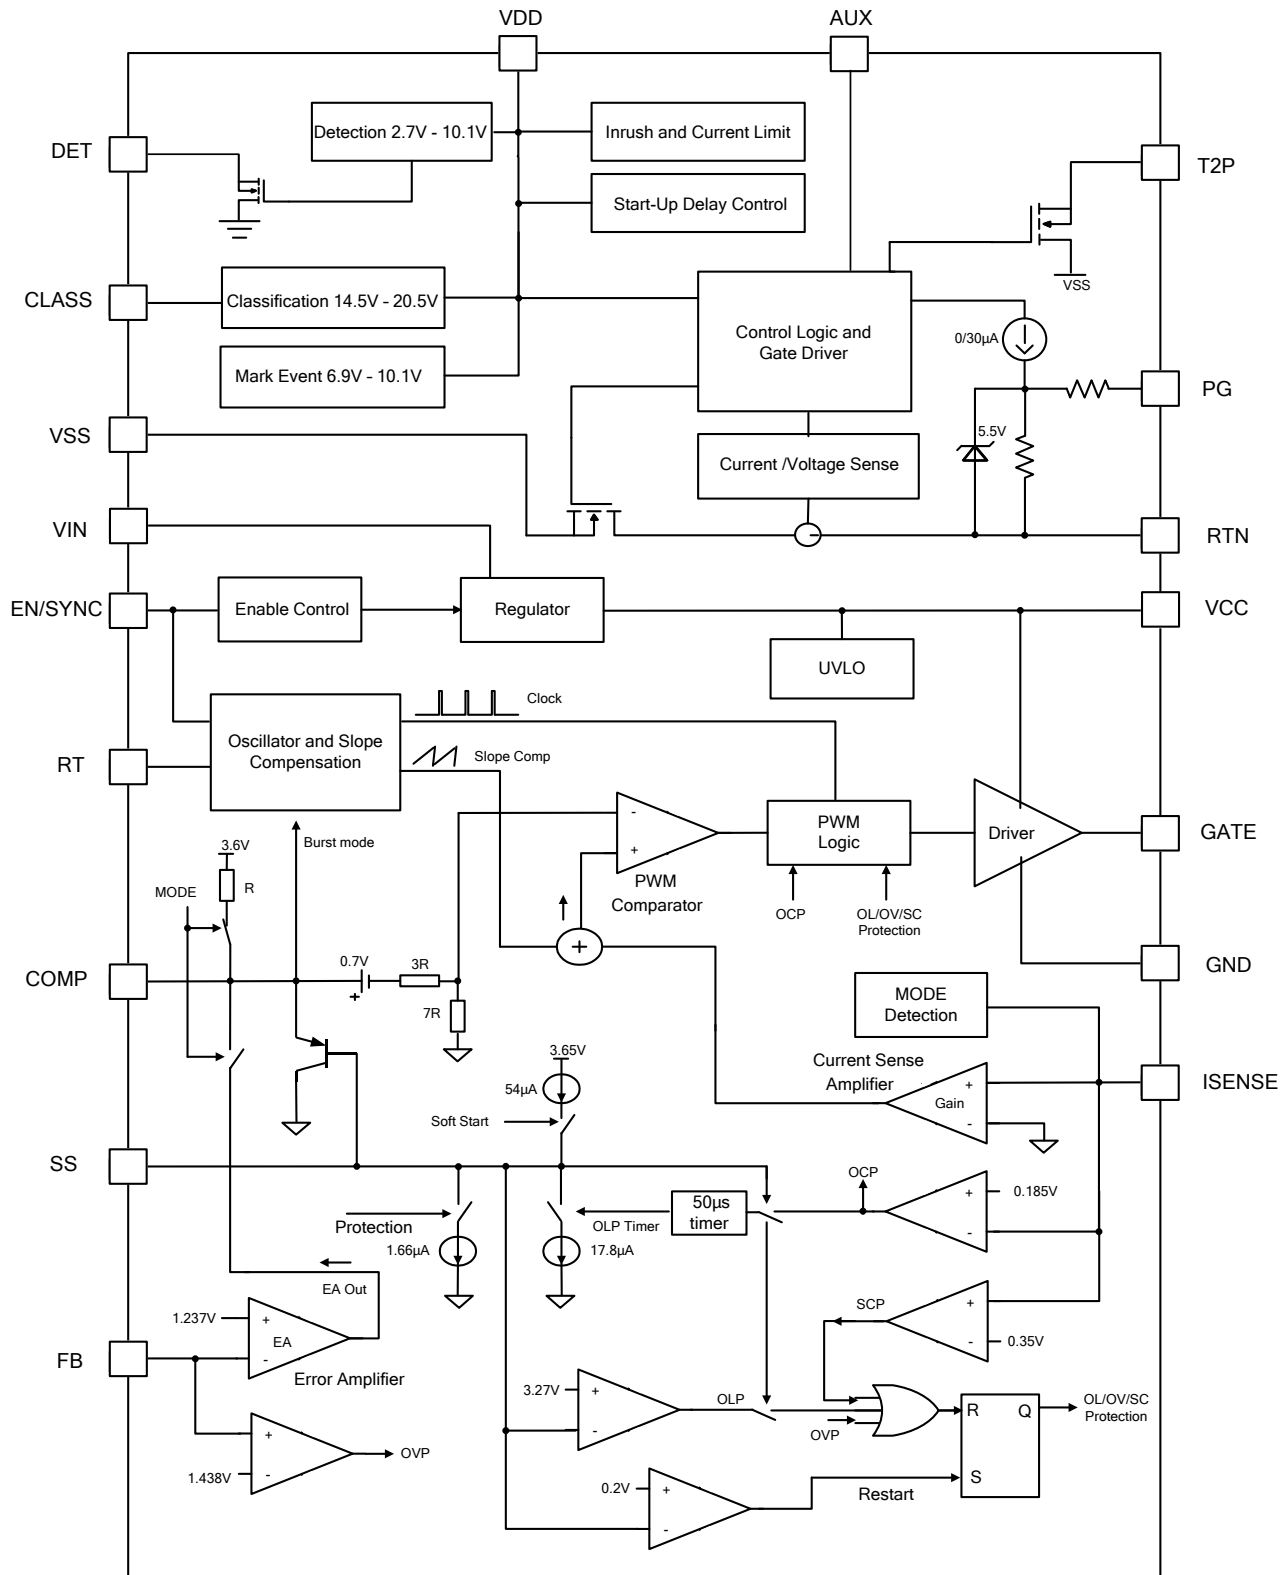 VDD
AUX
DET
Detection 2.7V - 10.1V
Inrush and Current Limit
T2P
Start-Up Delay Control
VSS
CLASS
Classification 14.5V - 20.5V
Control Logic and
Gate Driver
0/30µA
Mark Event 6.9V - 10.1V
PG
VSS
5.5V
Current /Voltage Sense
VIN
RTN
EN/SYNC
Enable Control
Regulator
VCC
UVLO
Clock
Oscillator and Slope
Compensation
Slope Comp
RT
-
+
PWM
Comparator
PWM
Logic
Driver
GATE
Burst mode
3.6V
R
MODE
OCP
OL/OV/SC
Protection
+
COMP
0.7V
+
3R
7R
GND
MODE
Detection
3.65V
54µA
Current Sense
Amplifier
+
Gain
-
ISENSE
Soft Start
SS
OCP
+
0.185V
-
50µs
timer
OLP Timer
Protection
1.66µA
17.8µA
EA Out
SCP
+
-
0.35V
1.237V
+
EA
-
FB
Error Amplifier
3.27V
+
-
OLP
OVP
R
Q
S
OL/OV/SC
Protection
+
-
1.438V
OVP
0.2V
+
-
Restart